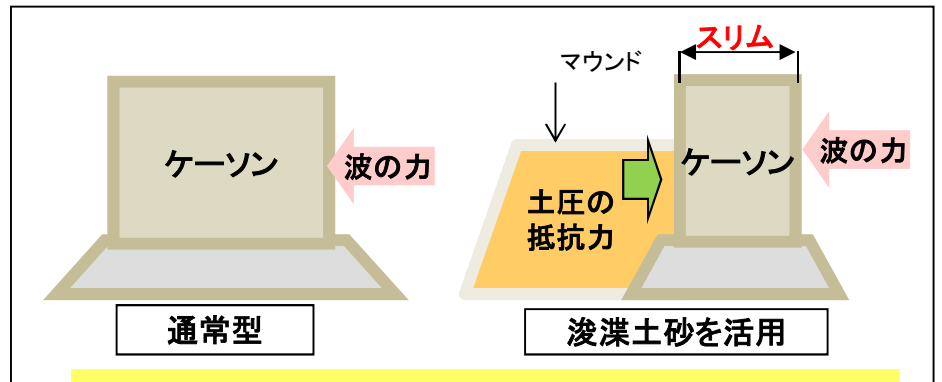 スリム
マウンド
ケーソン
波の力
ケーソン
波の力
土圧の
抵抗力
通常型
浚渫土砂を活用